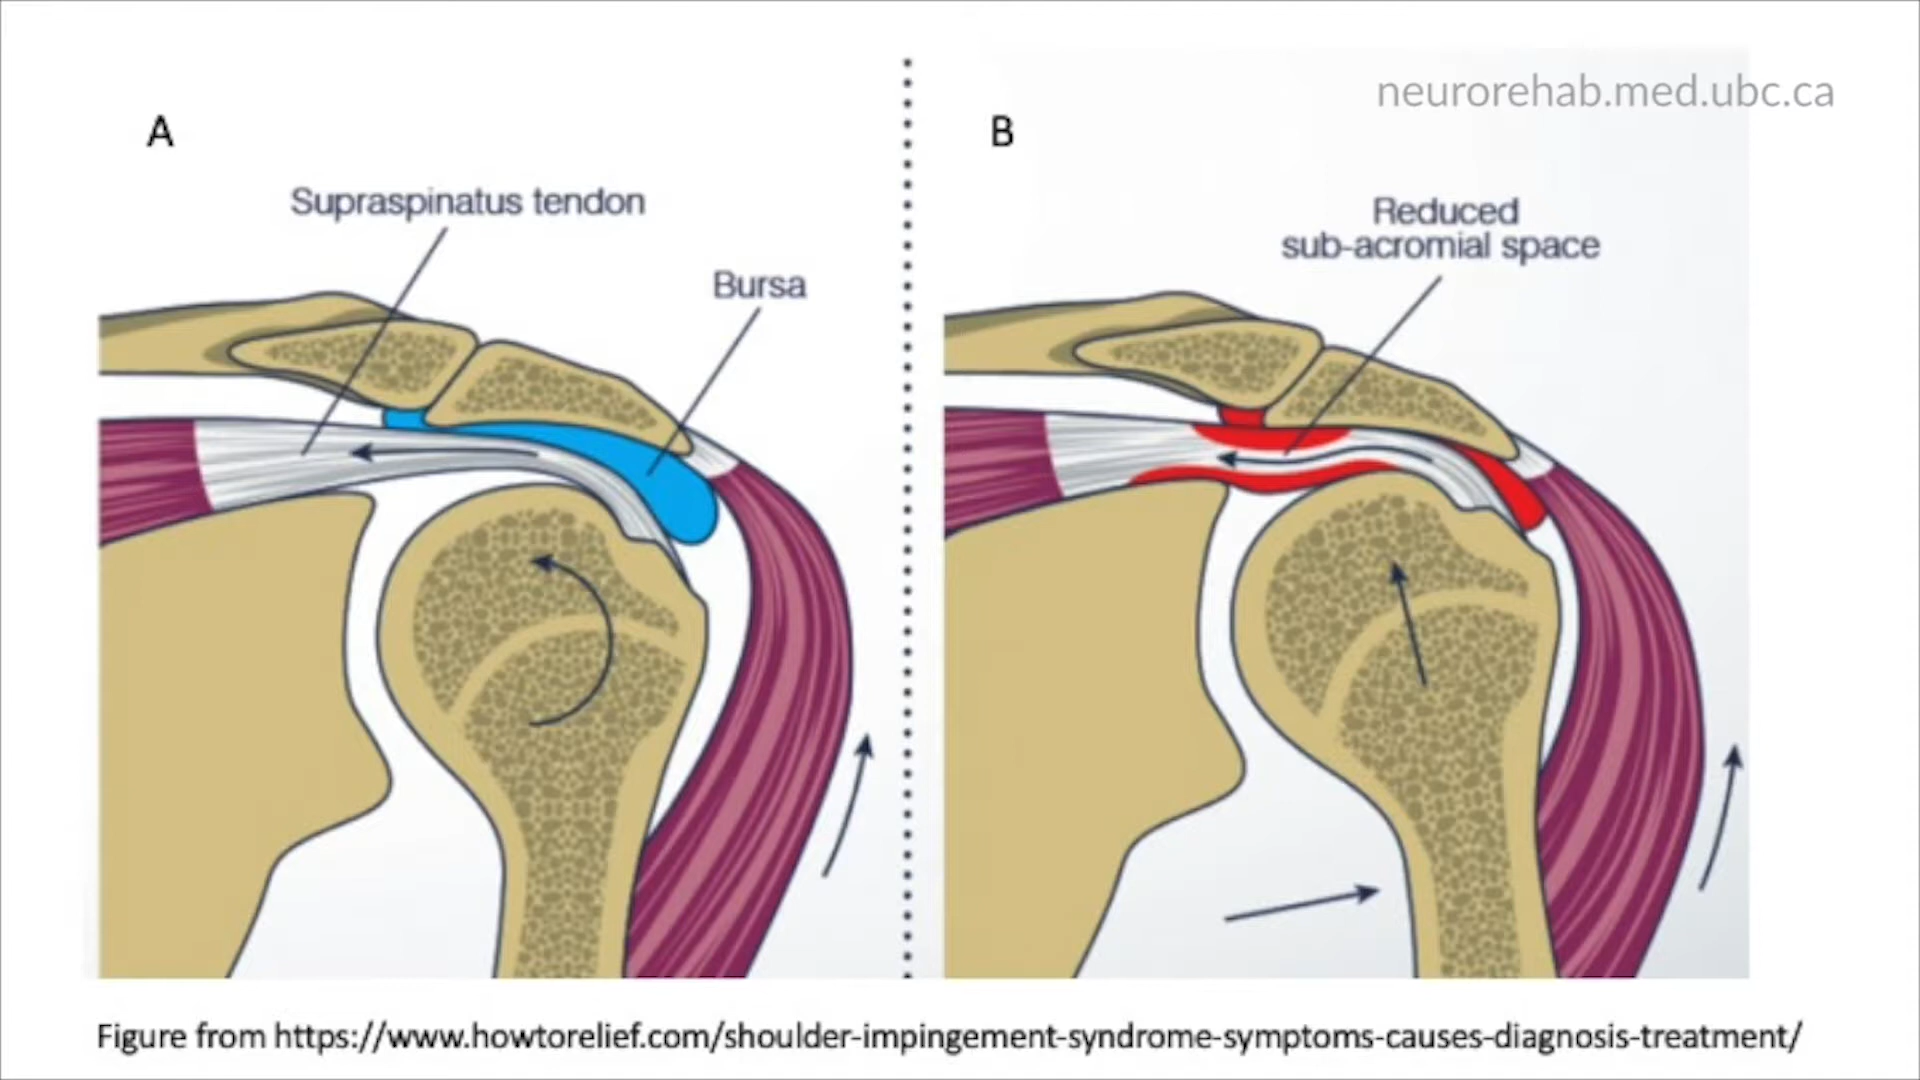 neurorehab.med.ubc.ca
A
B
Supraspinatus tendon
Bursa
Reduced
sub-acromial space
Figure from https://www.howtorelief.com/shoulder-impingement-syndrome-symptoms-causes-diagnosis-treatment/